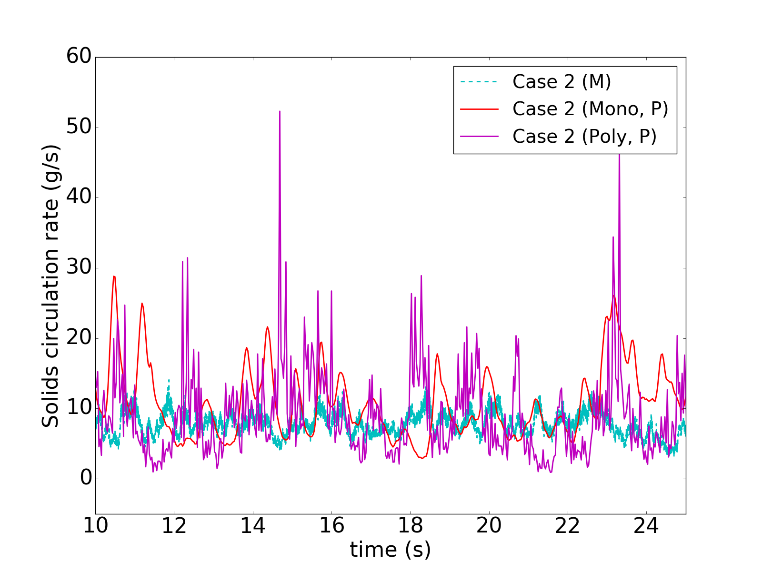 Case 2 (M)
Case 2 (Mono, P)
Case 2 (Poly, P)
Solids circulation rate (g/s)
60
50
40
30
20
10
0
10 12 14 16 18 20 22 24
time (s)